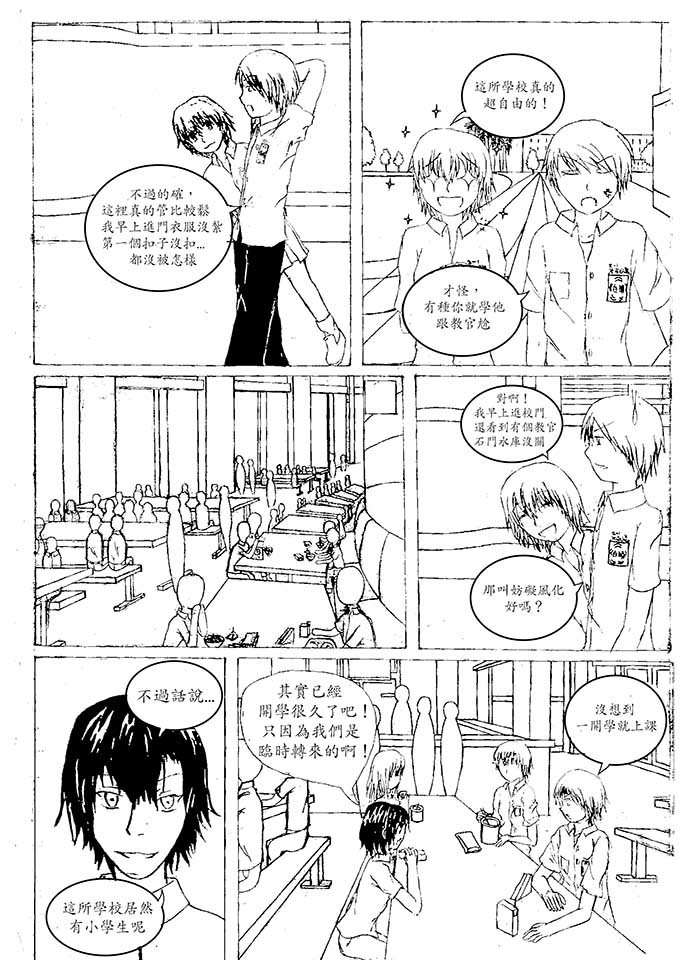 這所學校真的
超自由的！
才怪，
有種你就學他
跟教官尬
不過的確，
這裡真的管比較鬆
我早上進門衣服沒紮
第一個扣子沒扣...
都沒被怎樣
對啊！
我早上進校門
還看到有個教官
石門水庫沒關
那叫妨礙風化
好嗎？
沒想到
一開學就上課
其實已經
開學很久了吧！
只因為我們是
臨時轉來的啊！
不過話說...
這所學校居然
有小學生呢